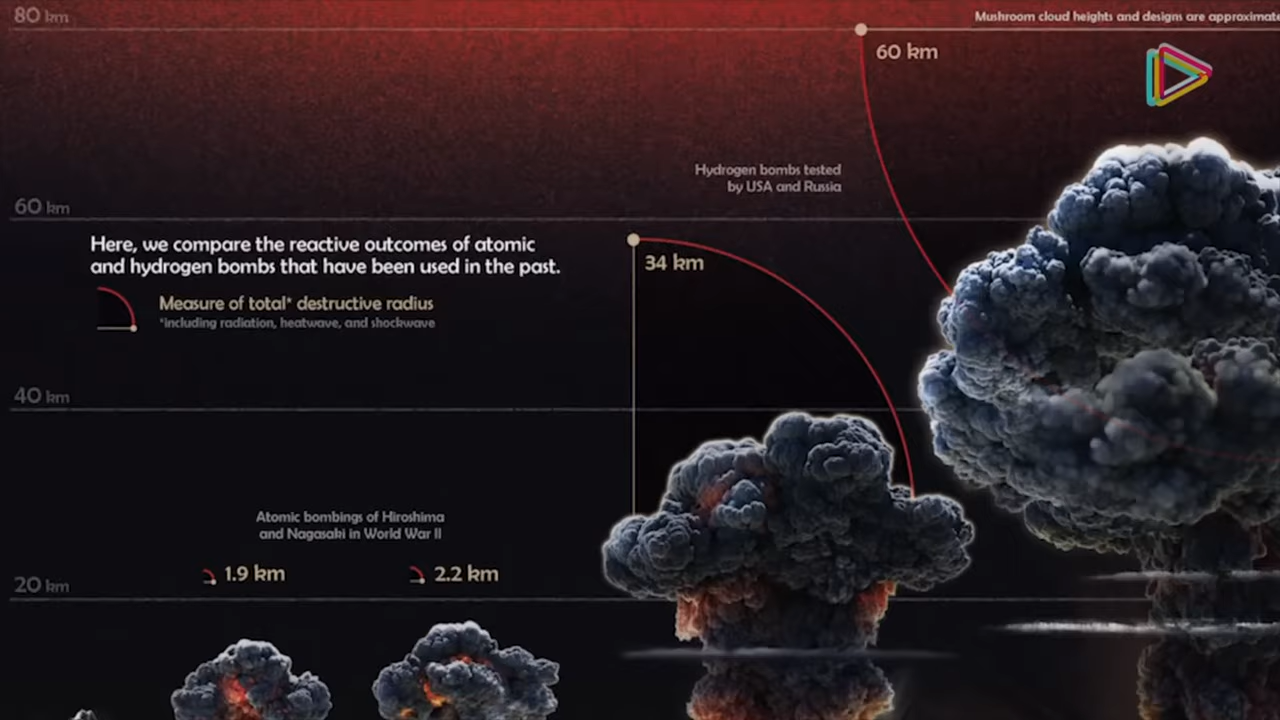 80 km
Mushroom cloud heights and designs are approximate
60 km
Hydrogen bombs tested
by USA and Russia
60 km
Here, we compare the reactive outcomes of atomic
and hydrogen bombs that have been used in the past.
34 km
Measure of total* destructive radius
*including radiation, heatwave, and shockwave
40 km
Atomic bombings of Hiroshima
and Nagasaki in World War II
1.9 km
2.2 km
20 km